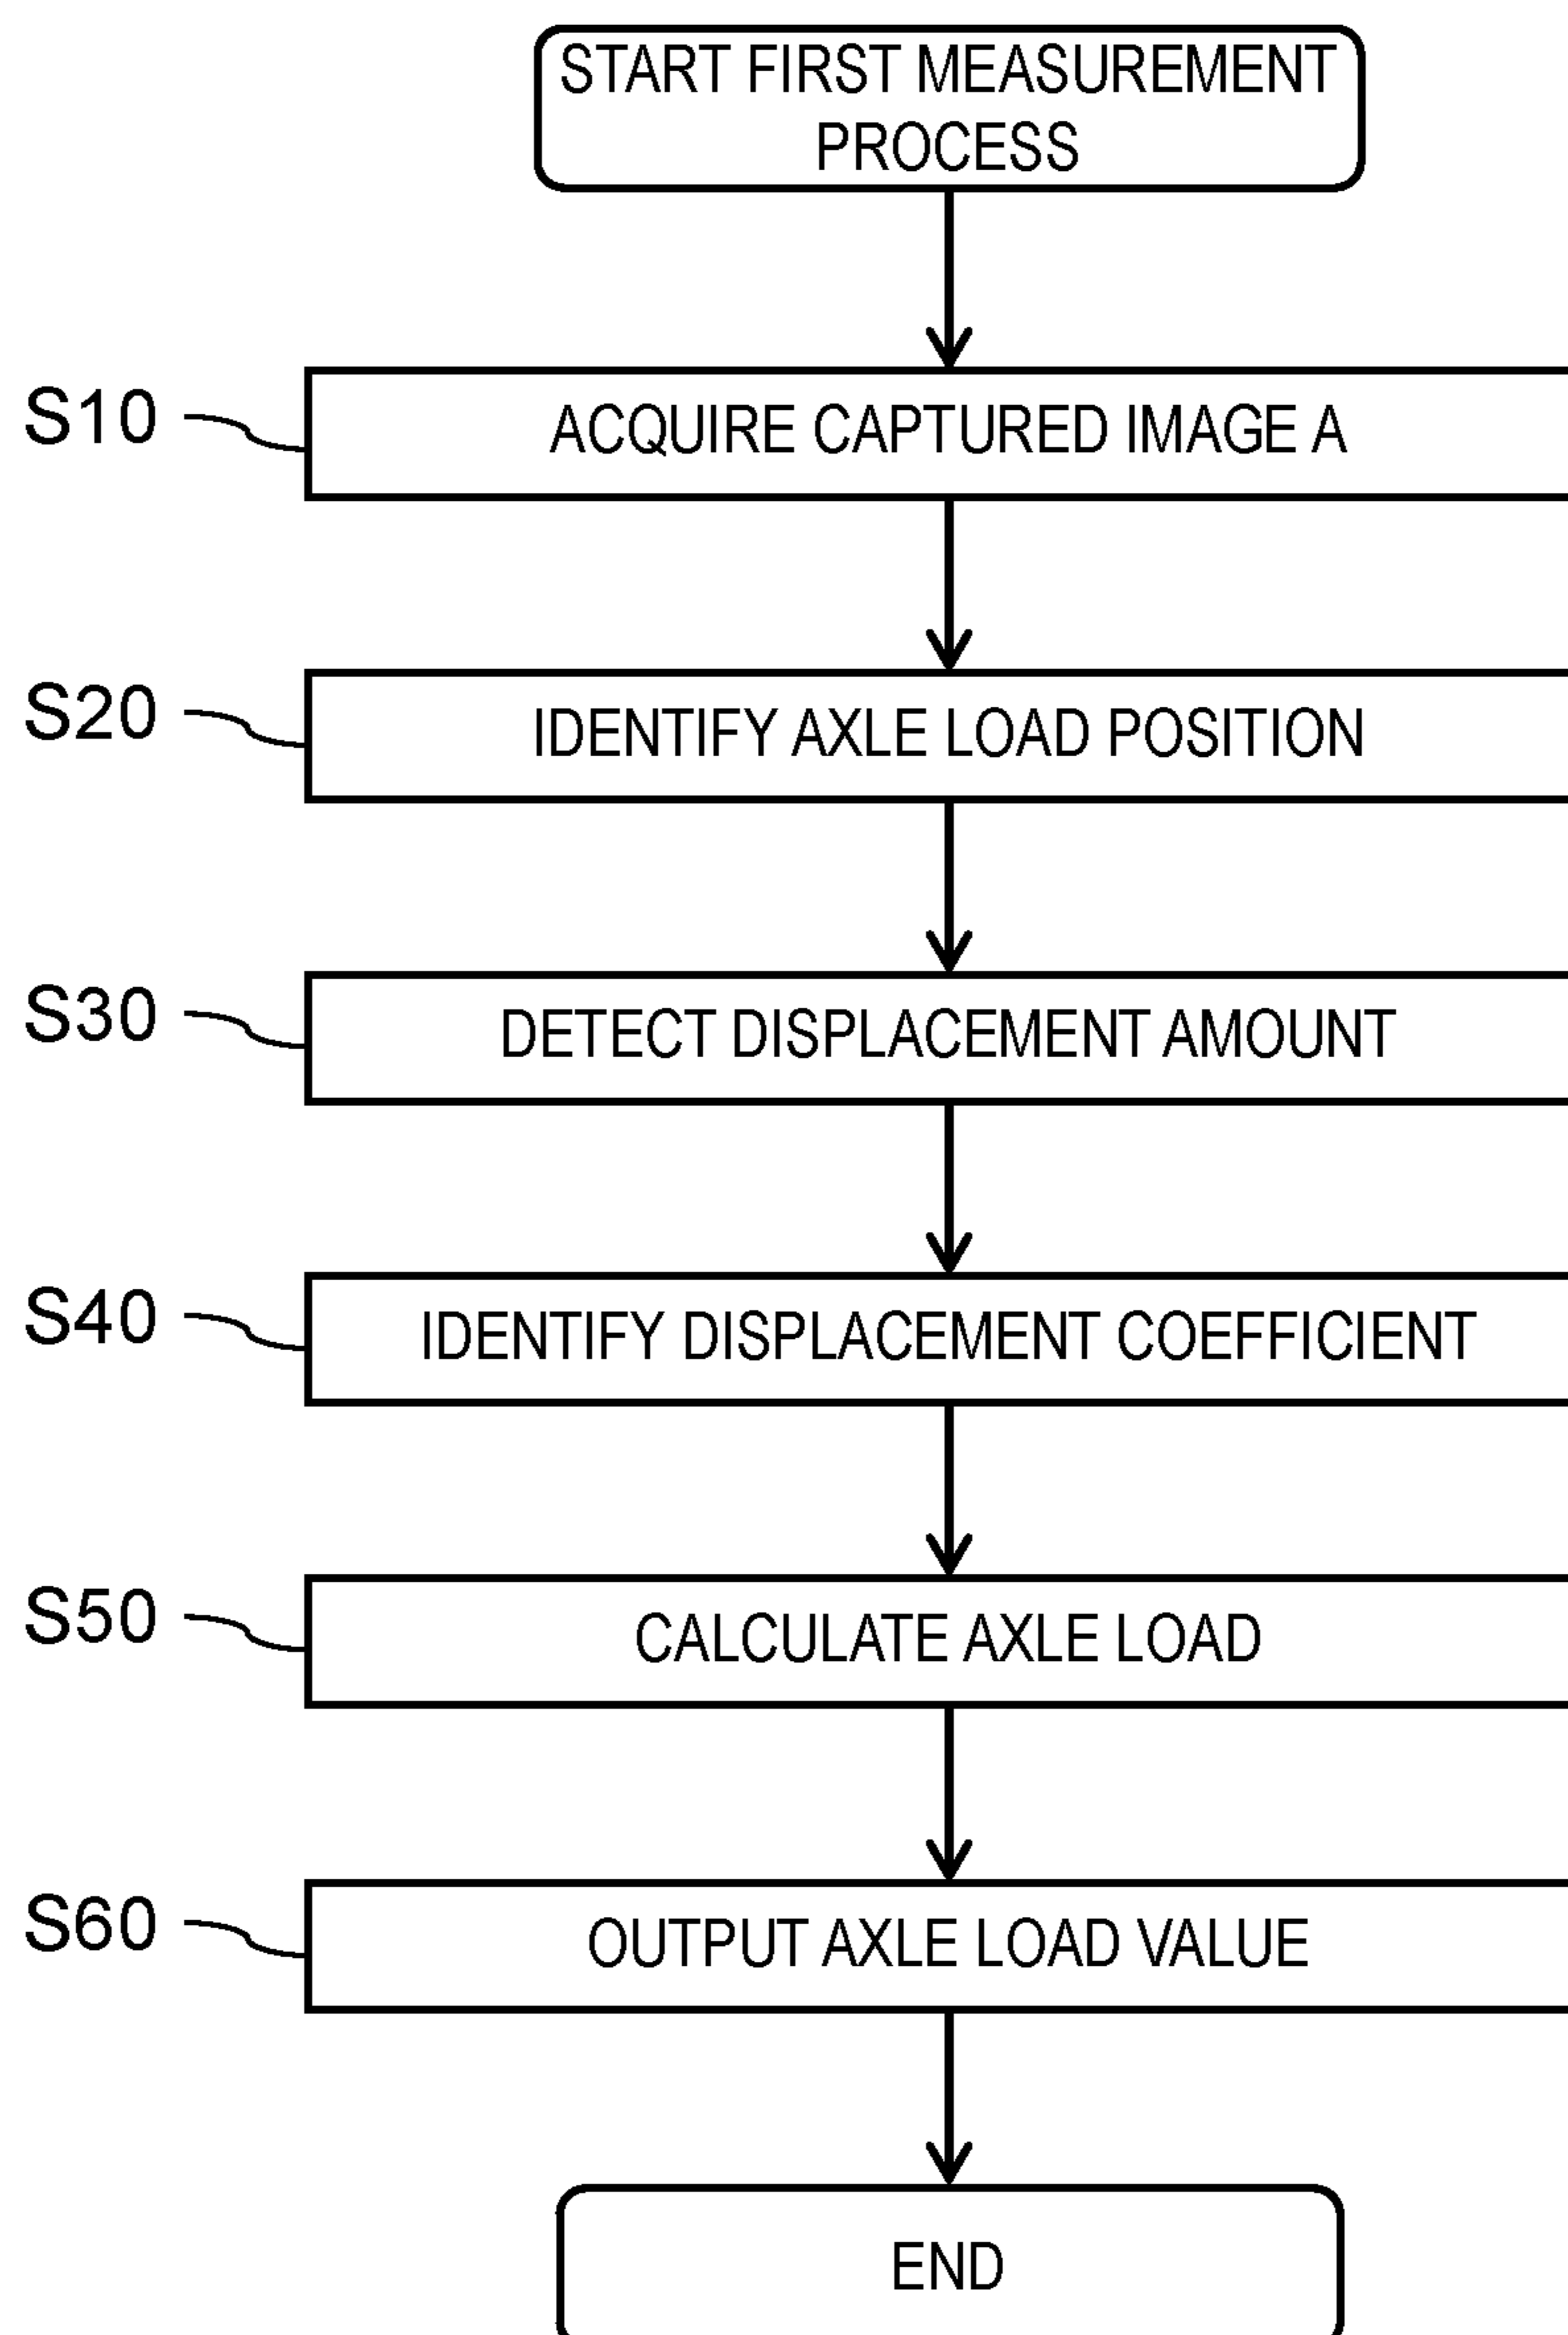 START FIRST MEASUREMENT
PROCESS
S10
ACQUIRE CAPTURED IMAGE A
S20
IDENTIFY AXLE LOAD POSITION
S30
DETECT DISPLACEMENT AMOUNT
S40
IDENTIFY DISPLACEMENT COEFFICIENT
S50
CALCULATE AXLE LOAD
S60
OUTPUT AXLE LOAD VALUE
END